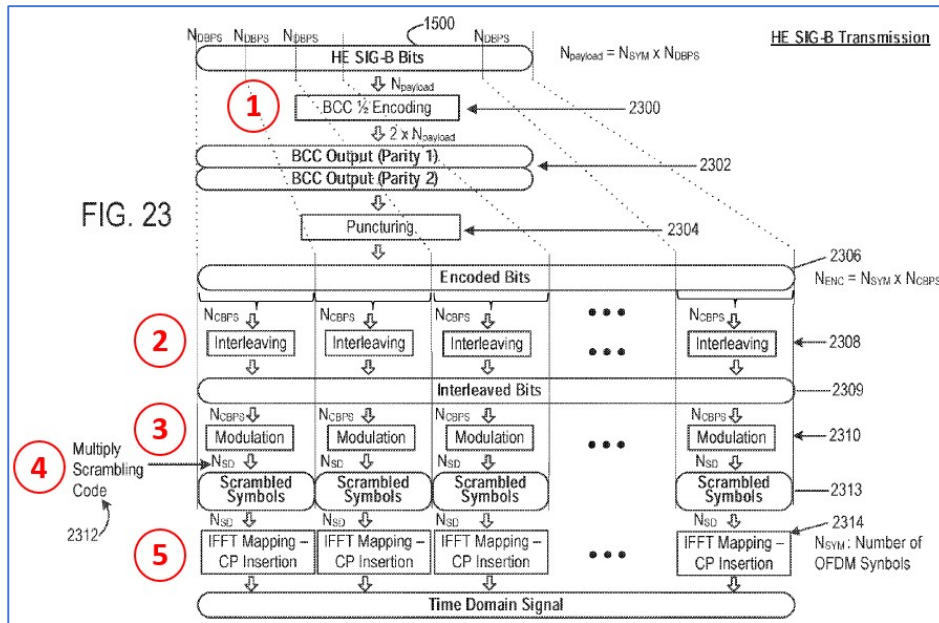 HE SIG-B Transmission
1500
NDBPS NDBPS NDBPS NDBPS
HE SIG-B Bits
Npayload = NSYM x NDBPS
Npayload
1
BCC ½ Encoding
2300
2 x Npayload
BCC Output (Parity 1)
BCC Output (Parity 2)
2302
FIG. 23
Puncturing
2304
2306
Encoded Bits
NENC = NSYM x NCBPS
NCBPS NCBPS NCBPS NCBPS
2
Interleaving Interleaving Interleaving Interleaving
2308
Interleaved Bits
2309
NCBPS NCBPS NCBPS NCBPS
3
Modulation Modulation Modulation Modulation
2310
4
Multiply
Scrambling
Code
2312
NSD NSD NSD NSD
Scrambled Symbols Scrambled Symbols Scrambled Symbols Scrambled Symbols
2313
NSD NSD NSD NSD
2314
5
IFFT Mapping – CP Insertion IFFT Mapping – CP Insertion IFFT Mapping – CP Insertion IFFT Mapping – CP Insertion
NSYM: Number of
OFDM Symbols
Time Domain Signal